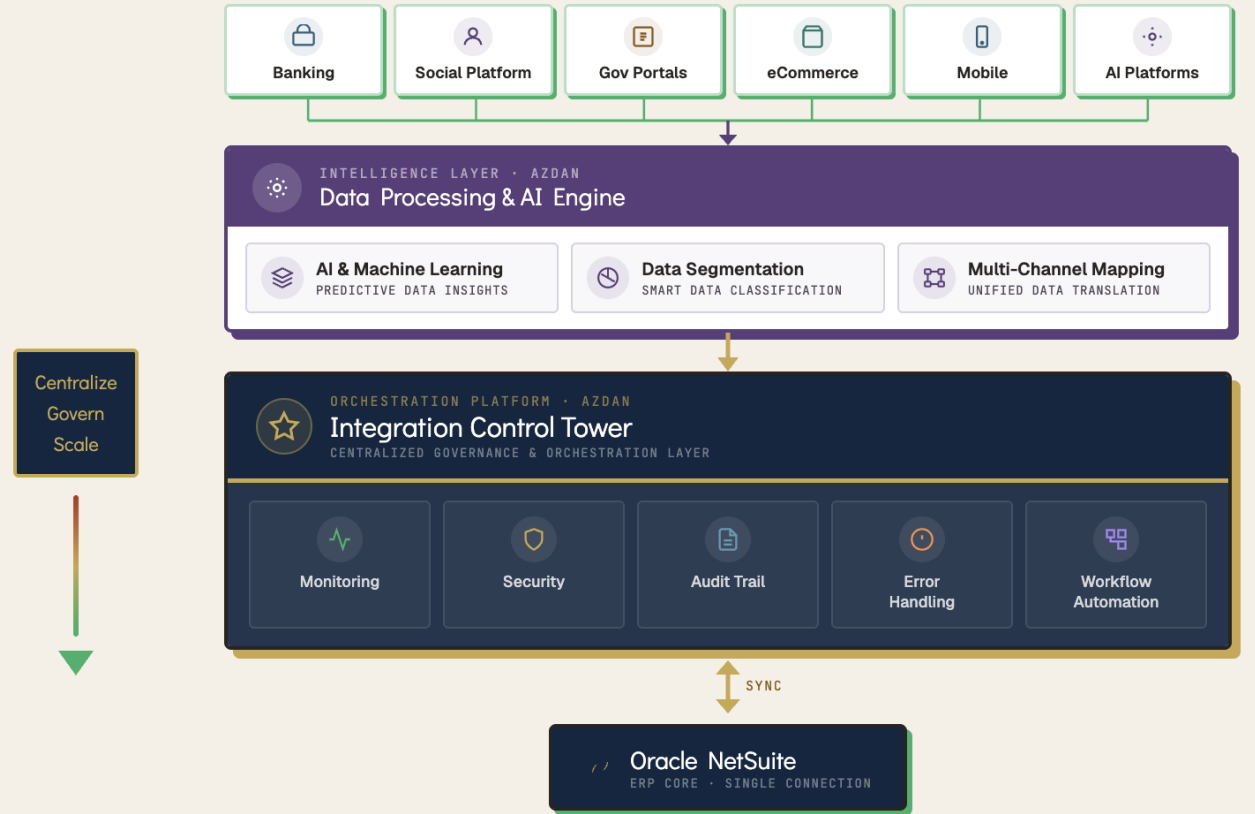 Banking
Social Platform
Gov Portals
eCommerce
Mobile
AI Platforms
INTELLIGENCE LAYER · AZDAN
Data Processing & AI Engine
AI & Machine Learning
PREDICTIVE DATA INSIGHTS
Data Segmentation
SMART DATA CLASSIFICATION
Multi-Channel Mapping
UNIFIED DATA TRANSLATION
Centralize
Govern
Scale
ORCHESTRATION PLATFORM · AZDAN
Integration Control Tower
CENTRALIZED GOVERNANCE & ORCHESTRATION LAYER
Monitoring
Security
Audit Trail
Error
Handling
Workflow
Automation
SYNC
Oracle NetSuite
ERP CORE · SINGLE CONNECTION